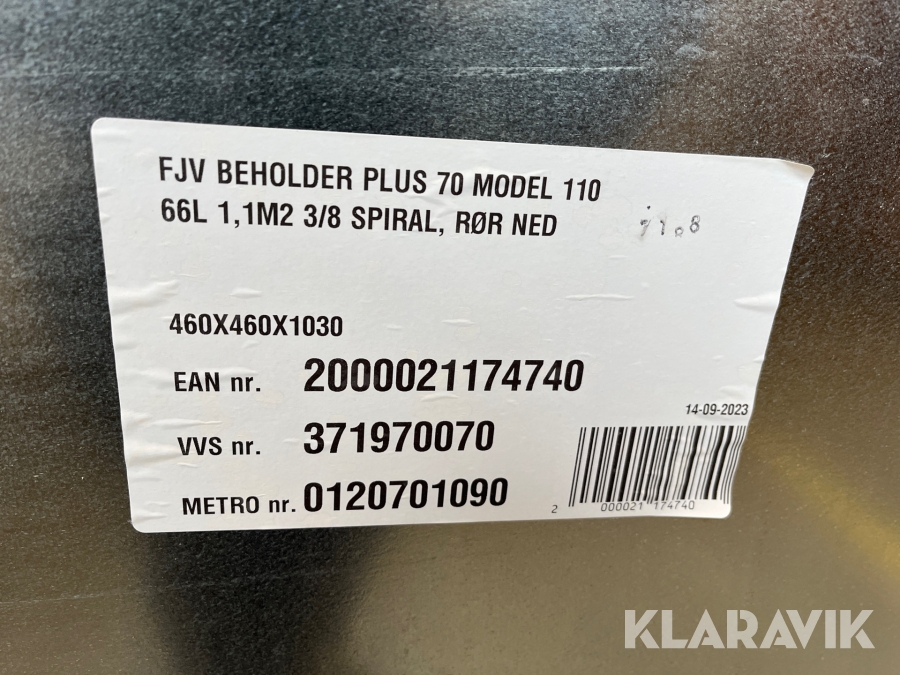 FJV BEHOLDER PLUS 70 MODEL 110
66L 1,1M2 3/8 SPIRAL, RØR NED
460X460X1030
EAN nr. 2000021174740
VVS nr. 371970070
METRO nr. 0120701090
14-09-2023
2 000021 174740
KLARAVIK